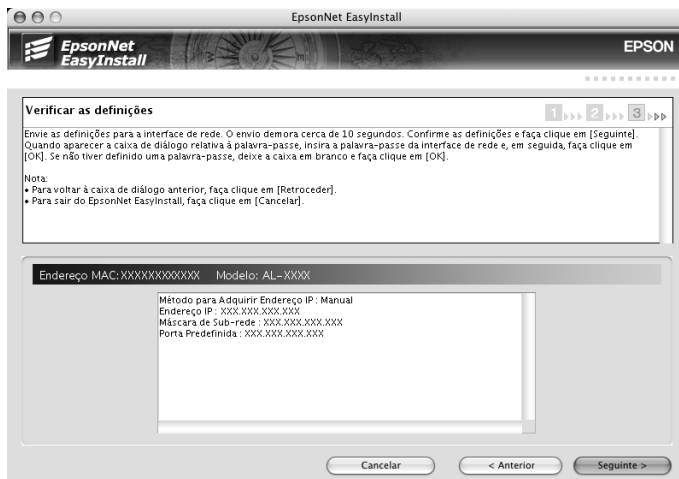 EpsonNet EasyInstall
EpsonNet
EasyInstall
EPSON
Verificar as definições
1 2 3
Envie as definições para a interface de rede. O envio demora cerca de 10 segundos. Confirme as definições e faça clique em [Seguinte].
Quando aparecer a caixa de diálogo relativa à palavra-passe, insira a palavra-passe da interface de rede e, em seguida, faça clique em
[OK]. Se não tiver definido uma palavra-passe, deixe a caixa em branco e faça clique em [OK].
Nota:
• Para voltar à caixa de diálogo anterior, faça clique em [Retroceder].
• Para sair do EpsonNet EasyInstall, faça clique em [Cancelar].
Endereço MAC:XXXXXXXXXXXX Modelo: AL-XXXX
Método para Adquirir Endereço IP : Manual
Endereço IP : XXX.XXX.XXX.XXX
Máscara de Sub-rede : XXX.XXX.XXX.XXX
Porta Predefinida : XXX.XXX.XXX.XXX
Cancelar
< Anterior
Seguinte >